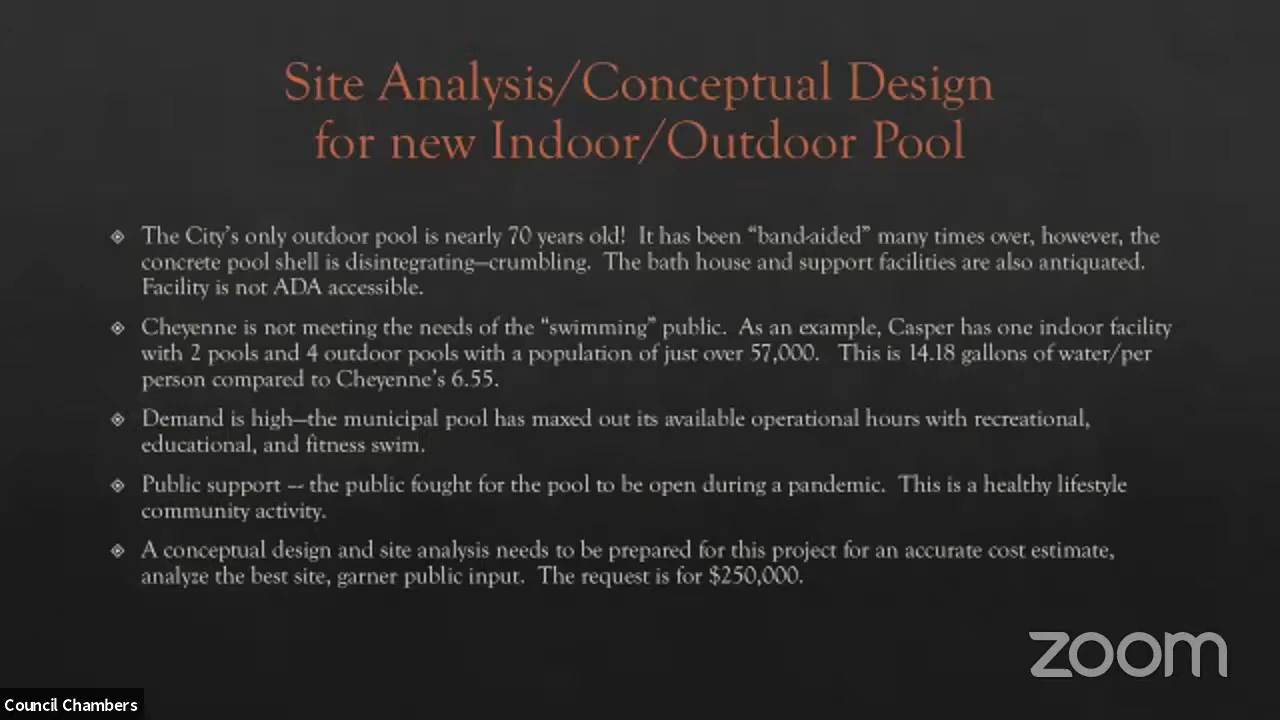 Site Analysis/Conceptual Design
for new Indoor/Outdoor Pool
The City's only outdoor pool is nearly 70 years old!  It has been “band-aided” many times over, however, the
concrete pool shell is disintegrating—crumbling.  The bath house and support facilities are also antiquated.
Facility is not ADA accessible.
Cheyenne is not meeting the needs of the “swimming” public.  As an example, Casper has one indoor facility
with 2 pools and 4 outdoor pools with a population of just over 57,000.   This is 14.18 gallons of water/per
person compared to Cheyenne's 6.55.
Demand is high—the municipal pool has maxed out its available operational hours with recreational,
educational, and fitness swim.
Public support -- the public fought for the pool to be open during a pandemic.  This is a healthy lifestyle
community activity.
A conceptual design and site analysis needs to be prepared for this project for an accurate cost estimate,
analyze the best site, garner public input.  The request is for $250,000.
zoom
Council Chambers